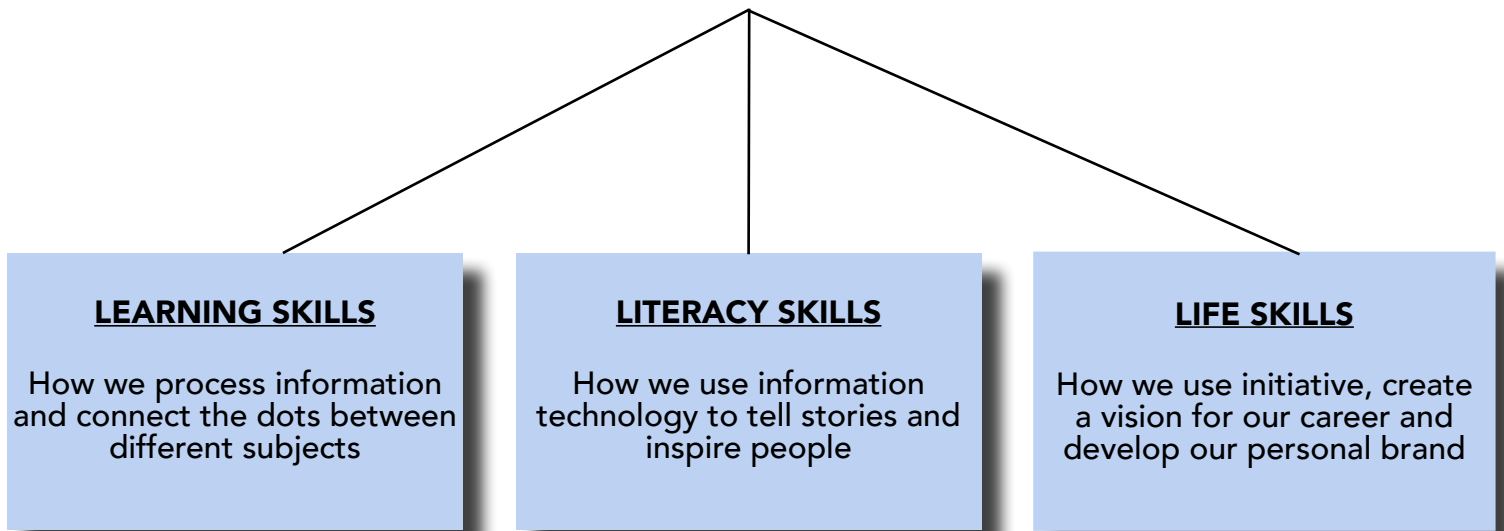 LEARNING SKILLS
How we process information
and connect the dots between
different subjects
LITERACY SKILLS
How we use information
technology to tell stories and
inspire people
LIFE SKILLS
How we use initiative, create
a vision for our career and
develop our personal brand